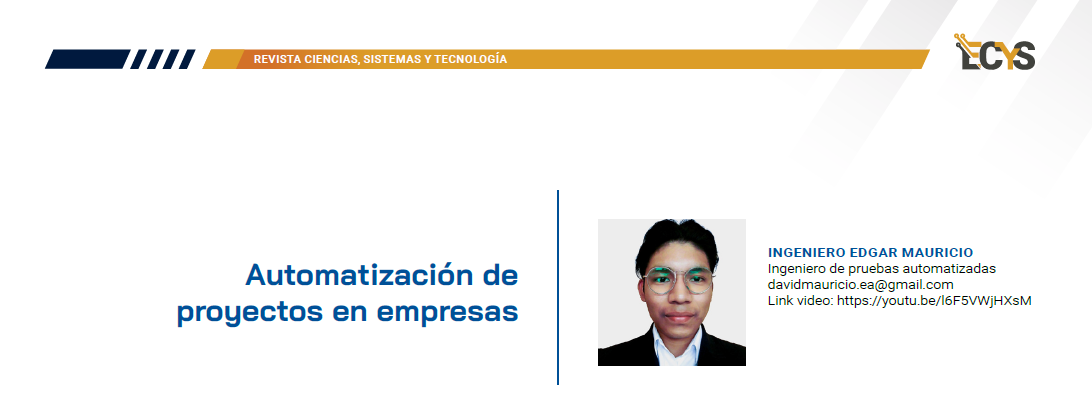 REVISTA CIENCIAS, SISTEMAS Y TECNOLOGÍA
ECYS
Automatización de
proyectos en empresas
INGENIERO EDGAR MAURICIO
Ingeniero de pruebas automatizadas
davidmauricio.ea@gmail.com
Link video: https://youtu.be/l6F5VWjHXsM